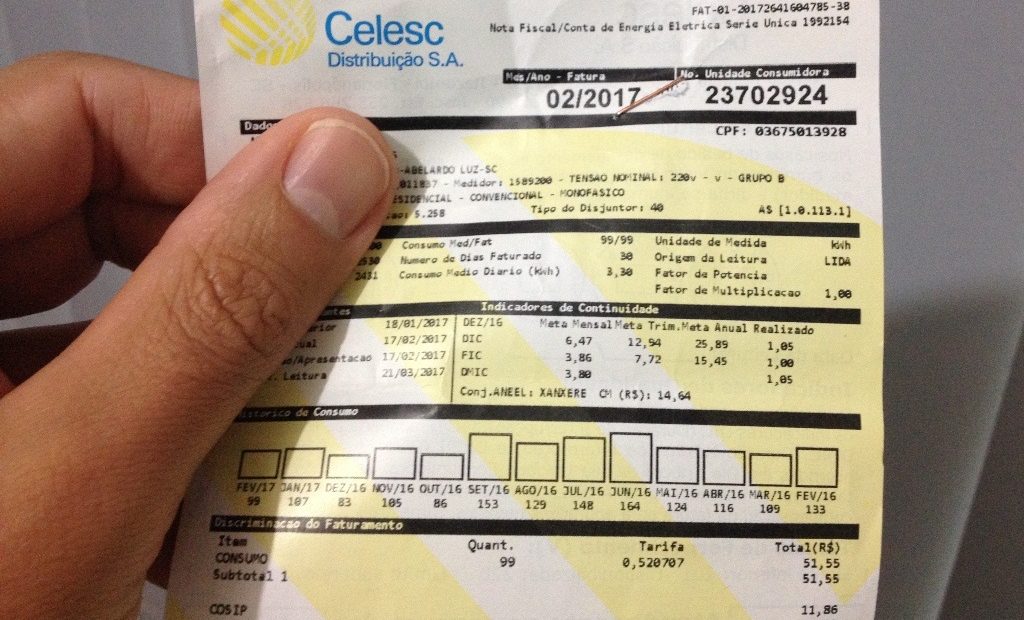 Celesc
Distribuição S.A.
FAT-01-20172641604785-38
Nota Fiscal/Conta de Energia Eletrica Serie Unica 1992154
Mes/Ano - Fatura No. Unidade Consumidora
02/2017 23702924
Dados
CPF: 03675013928
-ABELARDO LUZ-SC
011837 - Medidor: 1589200 - TENSAO NOMINAL: 220v - v - GRUPO B
ESIDENCIAL - CONVENCIONAL - MONOFASICO
ao: 5.258 Tipo do Disjuntor: 40 AS [1.0.113.1]
00 Consumo Med/Fat 99/99 Unidade de Medida kWh
2530 Numero de Dias Faturado 30 Origem da Leitura LIDA
2431 Consumo Medio Diario (kWh) 3,30 Fator de Potencia
Fator de Multiplicacao 1,00
antes Indicadores de Continuidade
erior 18/01/2017 DEZ/16 Meta Mensal Meta Trim. Meta Anual Realizado
ual 17/02/2017 DIC 6,47 12,94 25,89 1,05
o/Apresentacao 17/02/2017 FIC 3,86 7,72 15,45 1,00
. Leitura 21/03/2017 DMIC 3,80 1,05
Conj.ANEEL: XANXERE CM (R$): 14,64
Historico de Consumo
FEV/17 JAN/17 DEZ/16 NOV/16 OUT/16 SET/16 AGO/16 JUL/16 JUN/16 MAI/16 ABR/16 MAR/16 FEV/16
99 107 83 105 86 153 129 148 164 124 116 109 133
Discriminacao do Faturamento
Item Quant. Tarifa Total(R$)
CONSUMO 99 0,520707 51,55
Subtotal 1 51,55
COSIP 11,86